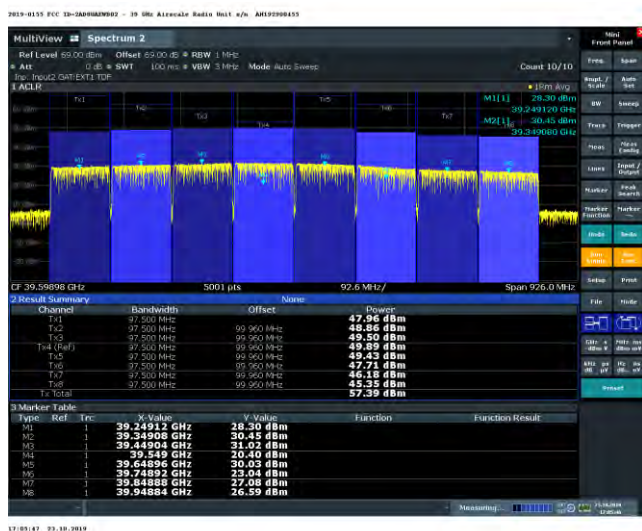 2019-0155 FCC ID-2AD8UAEWB02 - 39 GHz Airscale Radio Unit s/n AH192998455
MultiView Spectrum 2
Ref Level 69.00 dBm Offset 69.00 dB RBW 1 MHz
Att 0 dB SWT 100 ms VBW 3 MHz Mode Auto Sweep Count 10/10
Inp: Input2 GAT:EXT1 TDF
1 ACLR 1Rm Avg
M1[1] 28.30 dBm
39.249120 GHz
M2[1] 30.45 dBm
39.349080 GHz
Tx1 Tx2 Tx3 Tx4 Tx5 Tx7
CF 39.59898 GHz 5001 pts 92.6 MHz/ Span 926.0 MHz
2 Result Summary None
Channel Bandwidth Offset Power
Tx1 97.500 MHz 47.96 dBm
Tx2 97.500 MHz 99.960 MHz 48.86 dBm
Tx3 97.500 MHz 99.960 MHz 49.50 dBm
Tx4 (Ref) 97.500 MHz 99.960 MHz 49.89 dBm
Tx5 97.500 MHz 99.960 MHz 49.43 dBm
Tx6 97.500 MHz 99.960 MHz 47.71 dBm
Tx7 97.500 MHz 99.960 MHz 46.18 dBm
Tx8 97.500 MHz 99.960 MHz 45.35 dBm
Tx Total 57.39 dBm
3 Marker Table
Type Ref Trc X-Value Y-Value Function Function Result
M1 1 39.24912 GHz 28.30 dBm
M2 1 39.34908 GHz 30.45 dBm
M3 1 39.44904 GHz 31.02 dBm
M4 1 39.549 GHz 20.40 dBm
M5 1 39.64896 GHz 30.03 dBm
M6 1 39.74892 GHz 23.04 dBm
M7 1 39.84888 GHz 27.08 dBm
M8 1 39.94884 GHz 26.59 dBm
Measuring... 23.10.2019
17:05:46
Mini
Front Panel
Freq Span
Ampt / Scale Auto Set
BW Sweep
Trace Trigger
Meas Meas Config
Lines Input / Output
Marker Peak Search
Marker Function Marker
Undo Redo
Setup Print
File Mode
Preset
17:05:47 23.10.2019